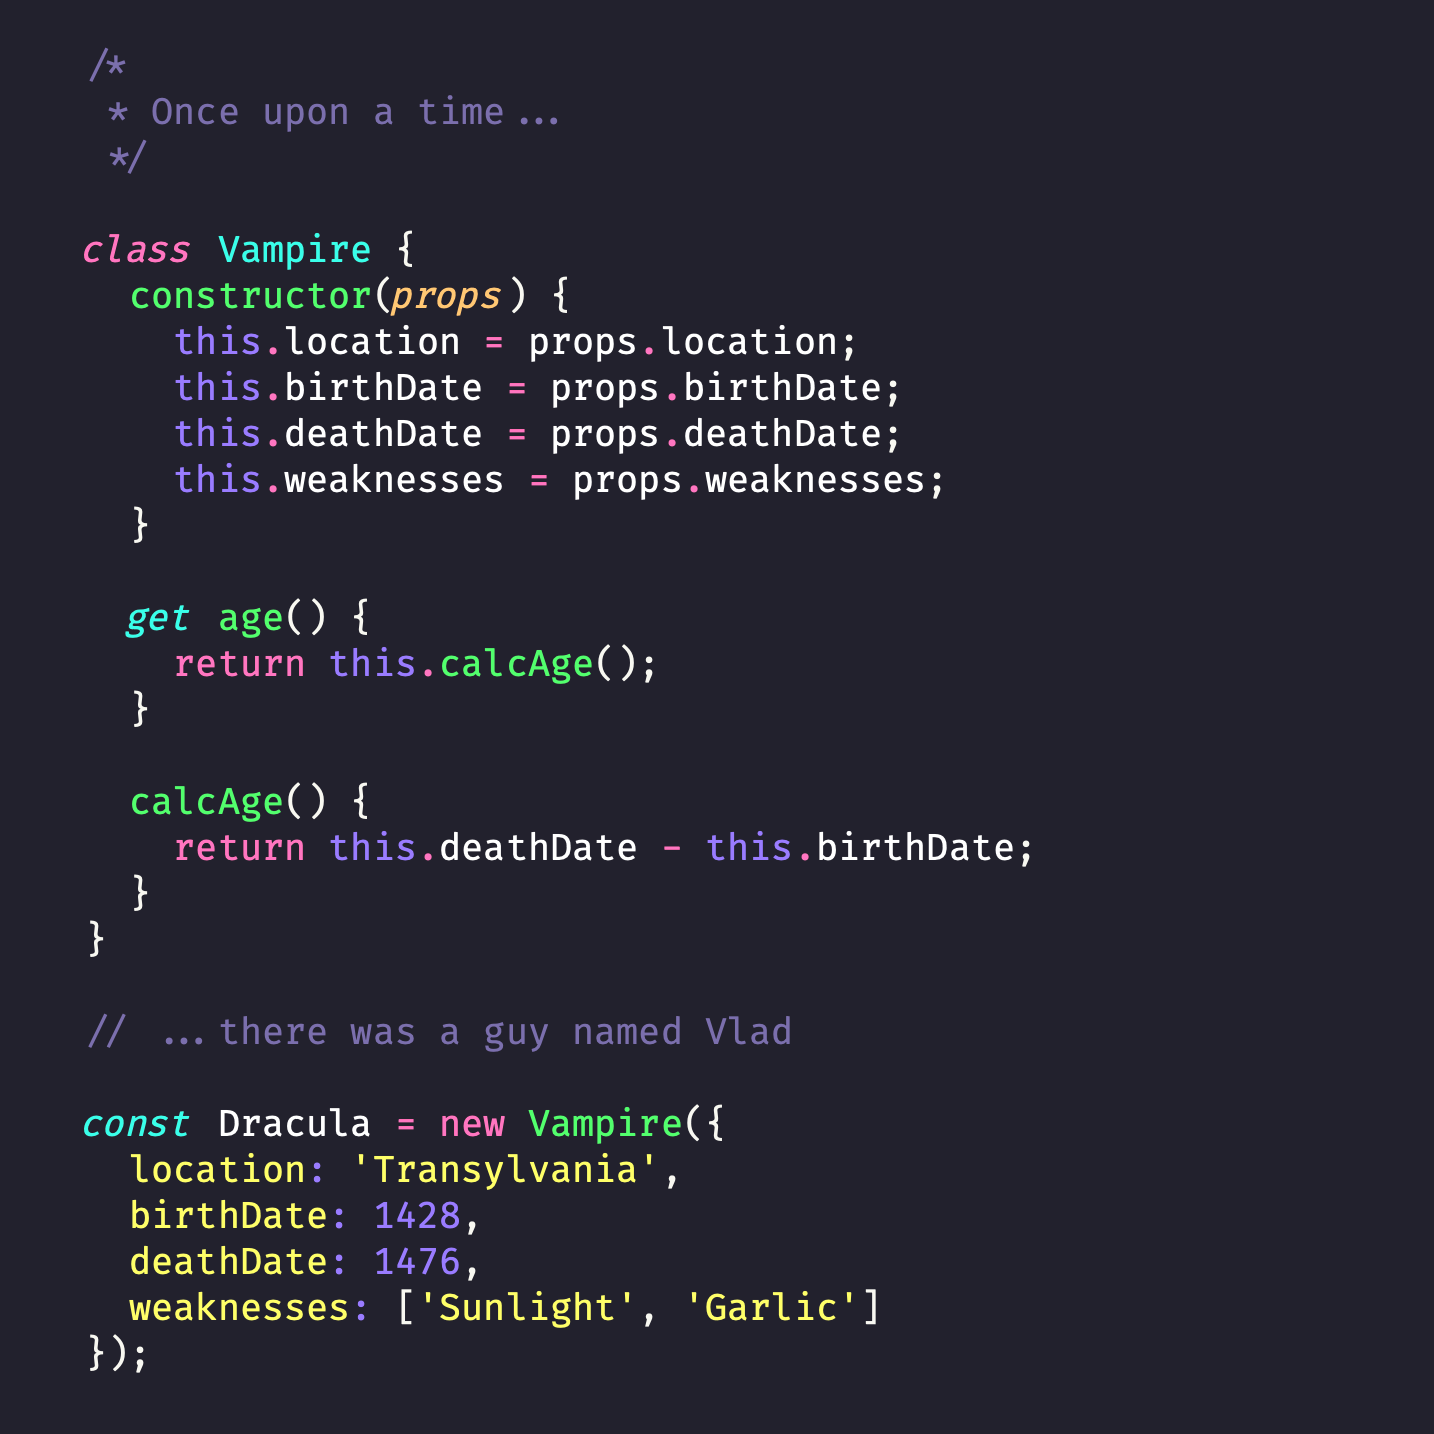 /*
 * Once upon a time...
 */

class Vampire {
  constructor(props) {
    this.location = props.location;
    this.birthDate = props.birthDate;
    this.deathDate = props.deathDate;
    this.weaknesses = props.weaknesses;
  }

  get age() {
    return this.calcAge();
  }

  calcAge() {
    return this.deathDate - this.birthDate;
  }
}

// ...there was a guy named Vlad

const Dracula = new Vampire({
  location: 'Transylvania',
  birthDate: 1428,
  deathDate: 1476,
  weaknesses: ['Sunlight', 'Garlic']
});